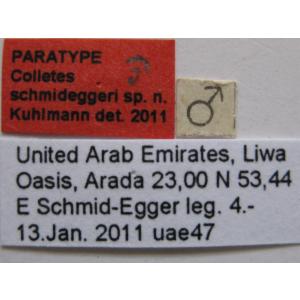 PARATYPE
Colletes ♂
schmideggeri sp. n.
Kuhlmann det. 2011
♂
United Arab Emirates, Liwa
Oasis, Arada 23,00 N 53,44
E Schmid-Egger leg. 4.-
13.Jan. 2011 uae47